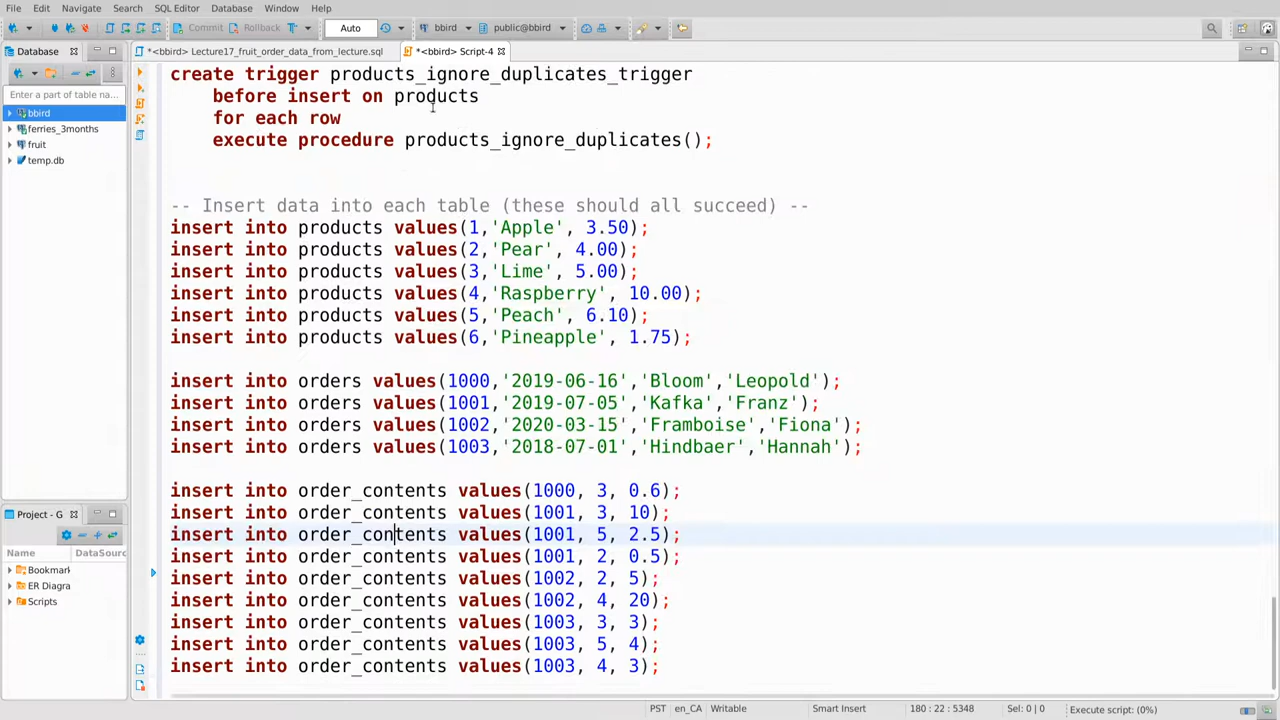 File Edit Navigate Search SQL Editor Database Window Help
Commit Rollback Auto bbird public@bbird
Database *<bbird> Lecture17_fruit_order_data_from_lecture.sql *<bbird> Script-4
Enter a part of table na...
bbird
ferries_3months
fruit
temp.db
Project - G
Name DataSourc
Bookmark
ER Diagra
Scripts
create trigger products_ignore_duplicates_trigger
before insert on products
for each row
execute procedure products_ignore_duplicates();
-- Insert data into each table (these should all succeed) --
insert into products values(1,'Apple', 3.50);
insert into products values(2,'Pear', 4.00);
insert into products values(3,'Lime', 5.00);
insert into products values(4,'Raspberry', 10.00);
insert into products values(5,'Peach', 6.10);
insert into products values(6,'Pineapple', 1.75);
insert into orders values(1000,'2019-06-16','Bloom','Leopold');
insert into orders values(1001,'2019-07-05','Kafka','Franz');
insert into orders values(1002,'2020-03-15','Framboise','Fiona');
insert into orders values(1003,'2018-07-01','Hindbaer','Hannah');
insert into order_contents values(1000, 3, 0.6);
insert into order_contents values(1001, 3, 10);
insert into order_contents values(1001, 5, 2.5);
insert into order_contents values(1001, 2, 0.5);
insert into order_contents values(1002, 2, 5);
insert into order_contents values(1002, 4, 20);
insert into order_contents values(1003, 3, 3);
insert into order_contents values(1003, 5, 4);
insert into order_contents values(1003, 4, 3);
PST en_CA Writable Smart Insert 180 : 22 : 5348 Sel: 0 | 0 Execute script: (0%)